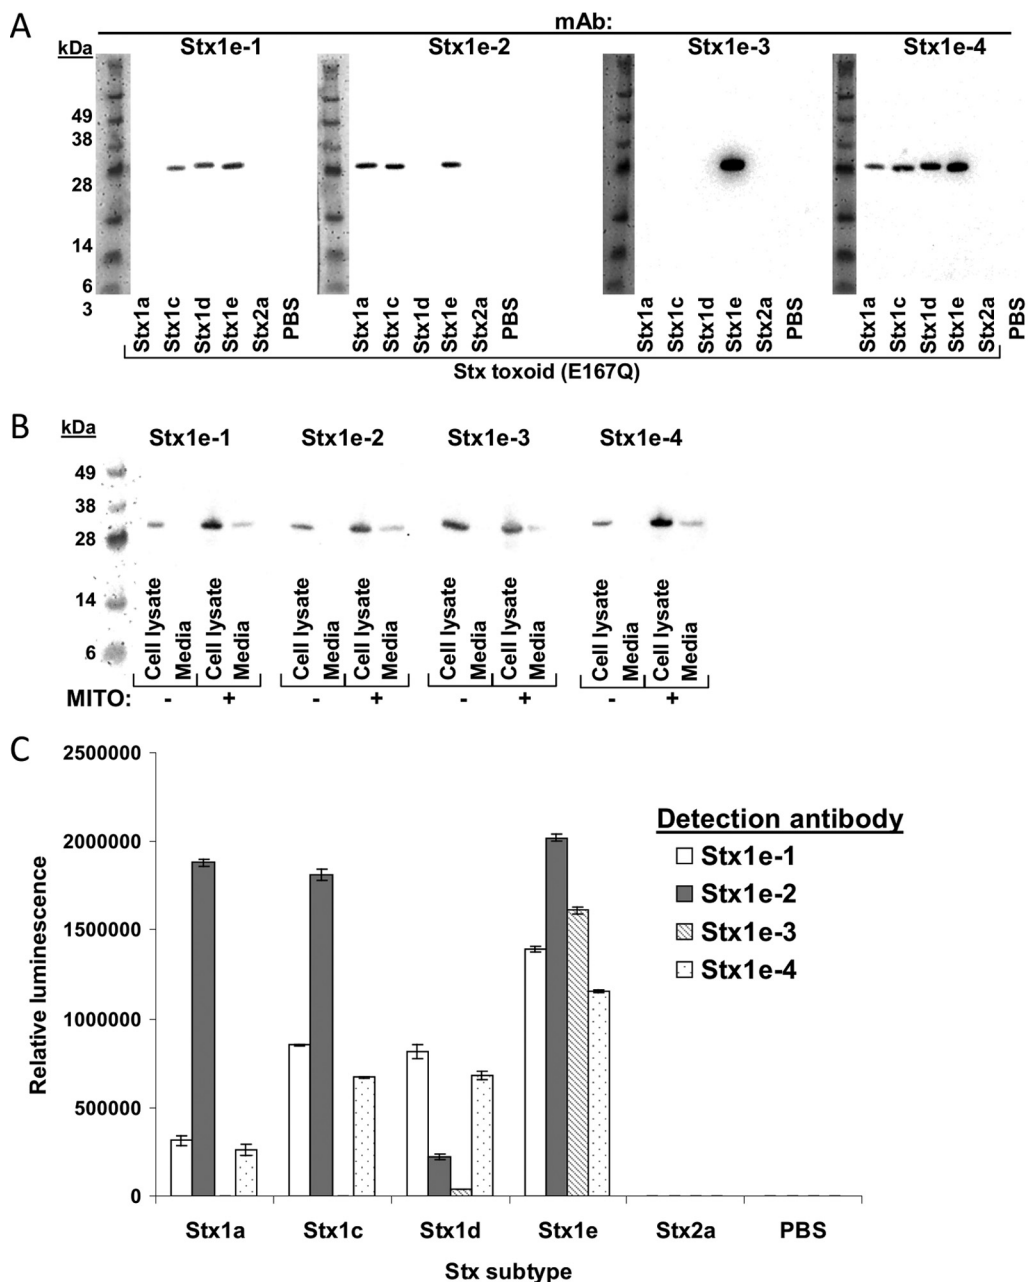 A
mAb:
kDa Stx1e-1 Stx1e-2 Stx1e-3 Stx1e-4
49
38
28
14
6
3
Stx1a Stx1c Stx1d Stx1e Stx2a PBS Stx1a Stx1c Stx1d Stx1e Stx2a PBS Stx1a Stx1c Stx1d Stx1e Stx2a PBS Stx1a Stx1c Stx1d Stx1e Stx2a PBS
Stx toxoid (E167Q)
B
kDa Stx1e-1 Stx1e-2 Stx1e-3 Stx1e-4
49
38
28
14
6
Cell lysate Media Cell lysate Media Cell lysate Media Cell lysate Media Cell lysate Media Cell lysate Media Cell lysate Media Cell lysate Media
MITO: - + - + - + - +
C
2500000
2000000
1500000
1000000
500000
0
Relative luminescence
Detection antibody
Stx1e-1
Stx1e-2
Stx1e-3
Stx1e-4
Stx1a Stx1c Stx1d Stx1e Stx2a PBS
Stx subtype